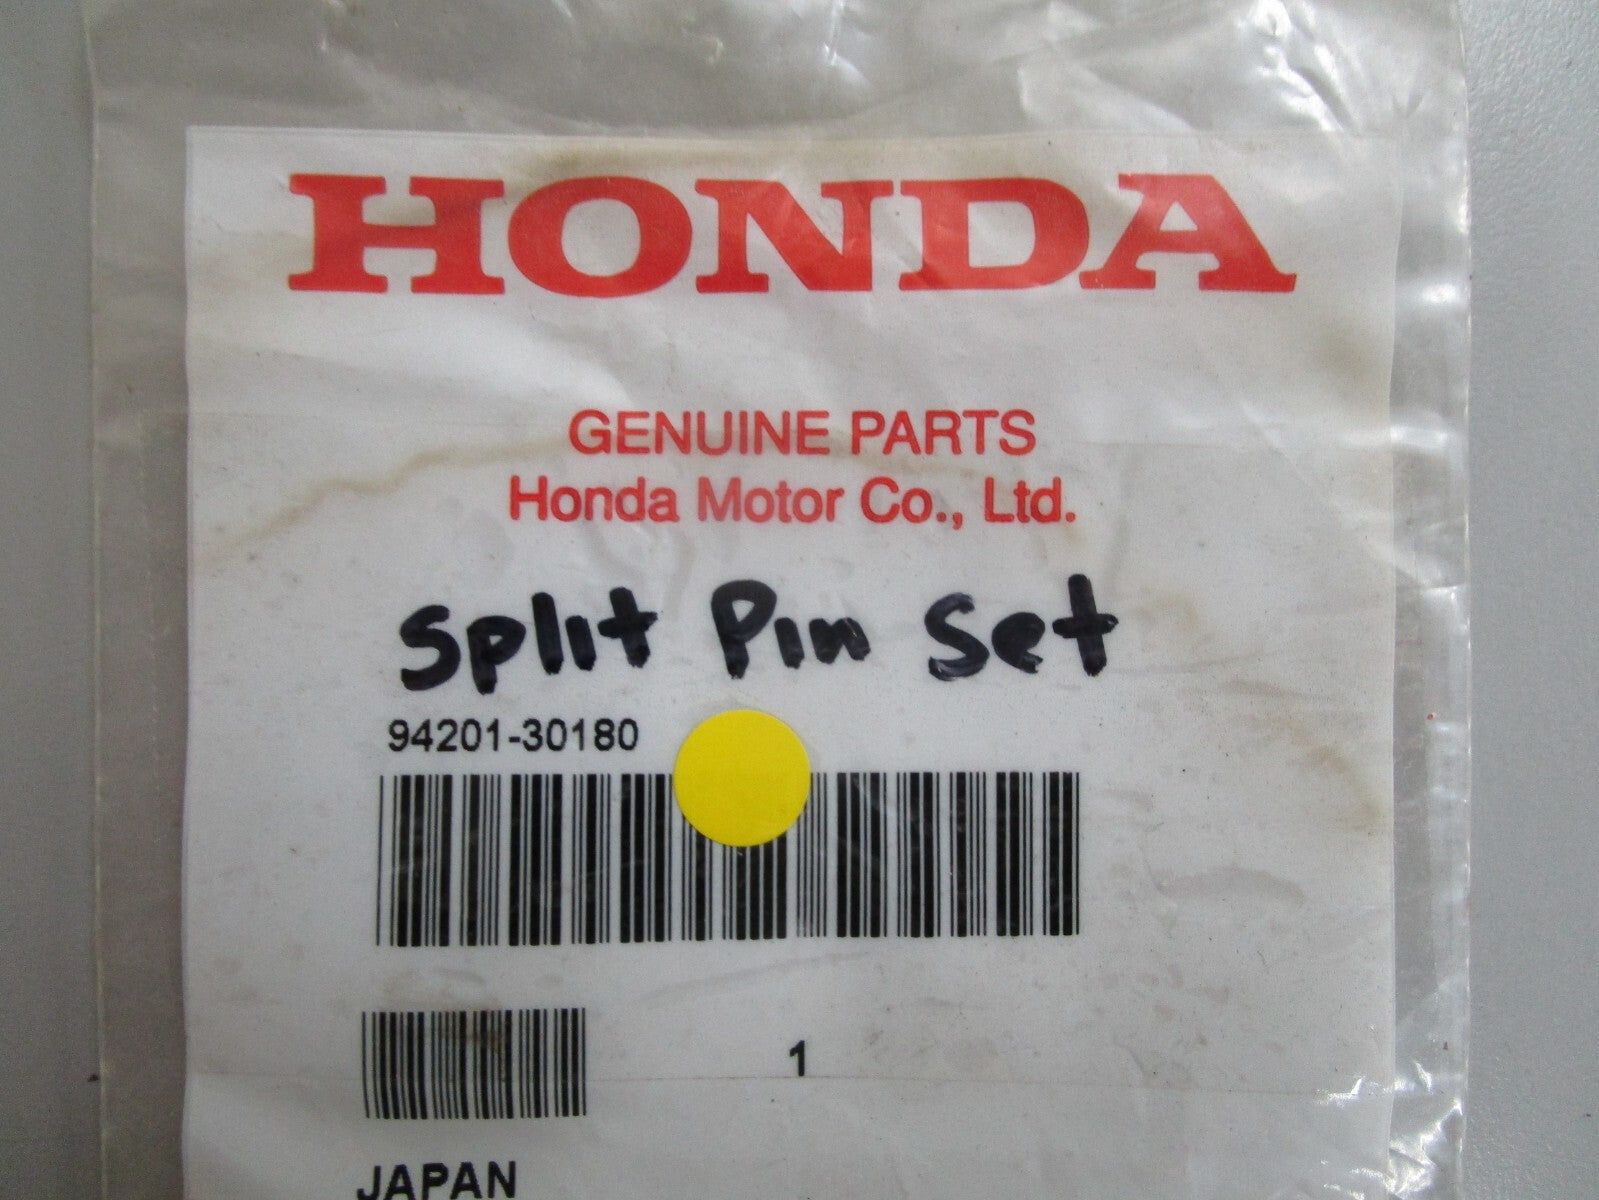 HONDA
GENUINE PARTS
Honda Motor Co., Ltd.
Split Pin Set
94201-30180
1
JAPAN